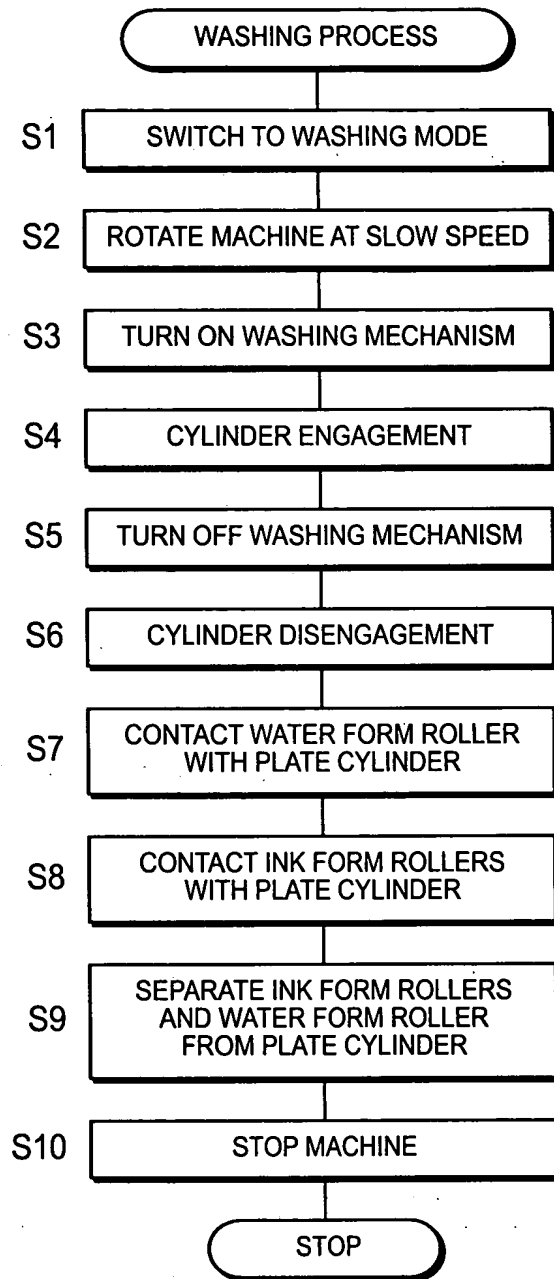 WASHING PROCESS
S1
SWITCH TO WASHING MODE
S2
ROTATE MACHINE AT SLOW SPEED
S3
TURN ON WASHING MECHANISM
S4
CYLINDER ENGAGEMENT
S5
TURN OFF WASHING MECHANISM
S6
CYLINDER DISENGAGEMENT
S7
CONTACT WATER FORM ROLLER
WITH PLATE CYLINDER
S8
CONTACT INK FORM ROLLERS
WITH PLATE CYLINDER
S9
SEPARATE INK FORM ROLLERS
AND WATER FORM ROLLER
FROM PLATE CYLINDER
S10
STOP MACHINE
STOP